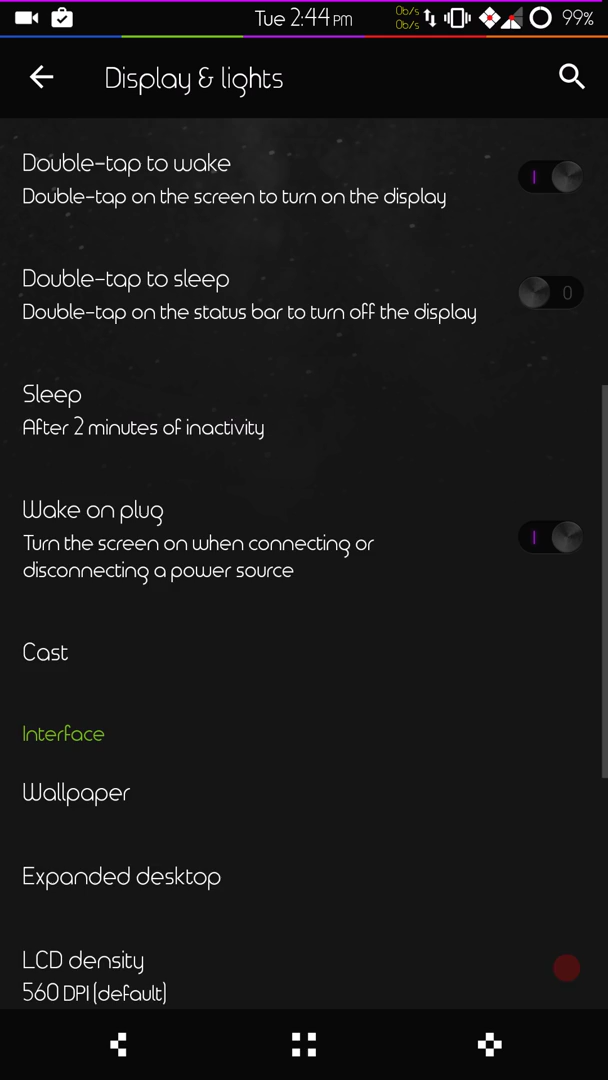 Tue 2:44 PM
0b/s
0b/s
99%
Display & lights
Double-tap to wake
Double-tap on the screen to turn on the display
Double-tap to sleep
Double-tap on the status bar to turn off the display
0
Sleep
After 2 minutes of inactivity
Wake on plug
Turn the screen on when connecting or
disconnecting a power source
Cast
Interface
Wallpaper
Expanded desktop
LCD density
560 DPI (default)